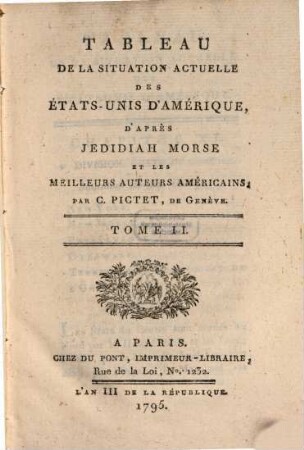 TABLEAU
DE LA SITUATION ACTUELLE
DES
ÉTATS-UNIS D'AMÉRIQUE,
D'APRÈS
JEDIDIAH MORSE
ET LES
MEILLEURS AUTEURS AMÉRICAINS,
PAR C. PICTET, DE GENÈVE.
TOME II.
A PARIS.
CHEZ DU PONT, IMPRIMEUR-LIBRAIRE,
Rue de la Loi, No. 1232.
L'AN III DE LA RÉPUBLIQUE.
1795.